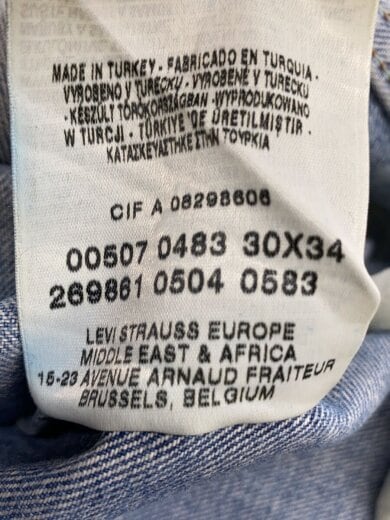 MADE IN TURKEY · FABRICADO EN TURQUIA ·
VYROBENO V TURECKU · VYROBENÉ V TURECKU
· KÉSZÜLT TÖRÖKORSZÁGBAN · WYPRODUKOWANO
W TURCJI · TÜRKIYE 'DE ÜRETILMIŞTIR ·
ΚΑΤΑΣΚΕΥΑΣΤΗΚΕ ΣΤΗΝ ΤΟΥΡΚΙΑ
CIF A 08298606
00507 0483 30X34
269861 0504 0583
LEVI STRAUSS EUROPE
MIDDLE EAST & AFRICA
15-23 AVENUE ARNAUD FRAITEUR
BRUSSELS, BELGIUM